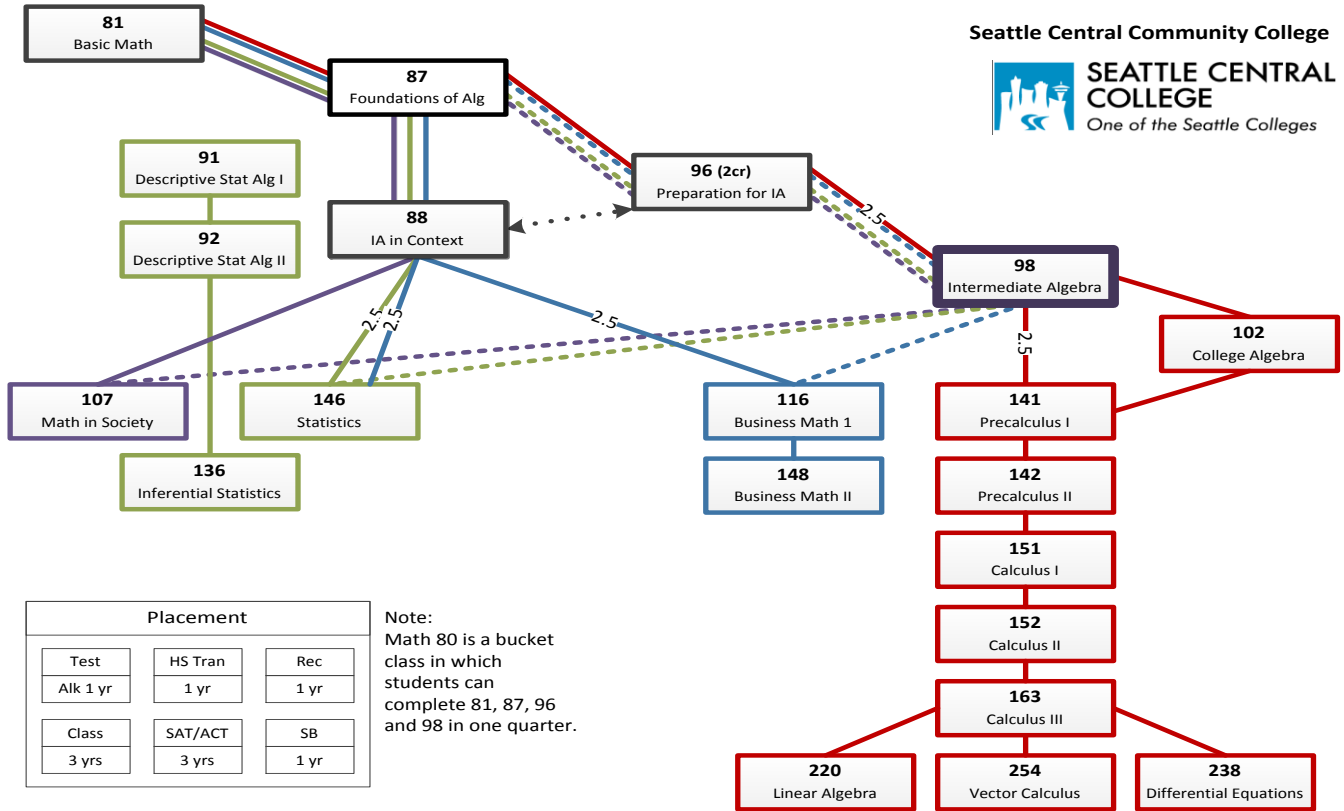 81
Basic Math
Seattle Central Community College
SEATTLE CENTRAL
COLLEGE
One of the Seattle Colleges
87
Foundations of Alg
91
Descriptive Stat Alg I
96 (2cr)
Preparation for IA
2.5
88
IA in Context
92
Descriptive Stat Alg II
98
Intermediate Algebra
2.5
2.5
2.5
2.5
102
College Algebra
107
Math in Society
146
Statistics
116
Business Math 1
141
Precalculus I
136
Inferential Statistics
148
Business Math II
142
Precalculus II
151
Calculus I
152
Calculus II
163
Calculus III
220
Linear Algebra
254
Vector Calculus
238
Differential Equations
Placement
Test
Alk 1 yr
HS Tran
1 yr
Rec
1 yr
Class
3 yrs
SAT/ACT
3 yrs
SB
1 yr
Note:
Math 80 is a bucket
class in which
students can
complete 81, 87, 96
and 98 in one quarter.